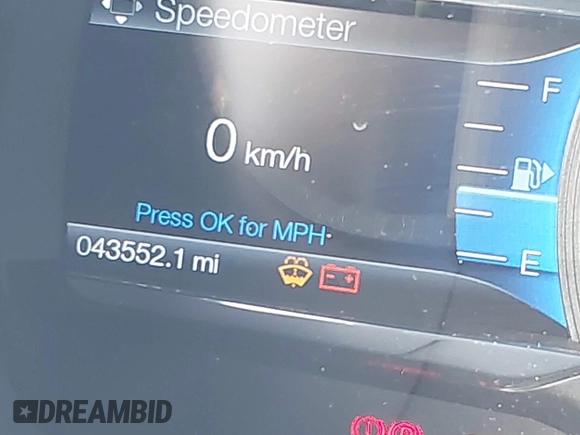 Speedometer
F
0 km/h
Press OK for MPH
043552.1 mi
E
DREAMBID